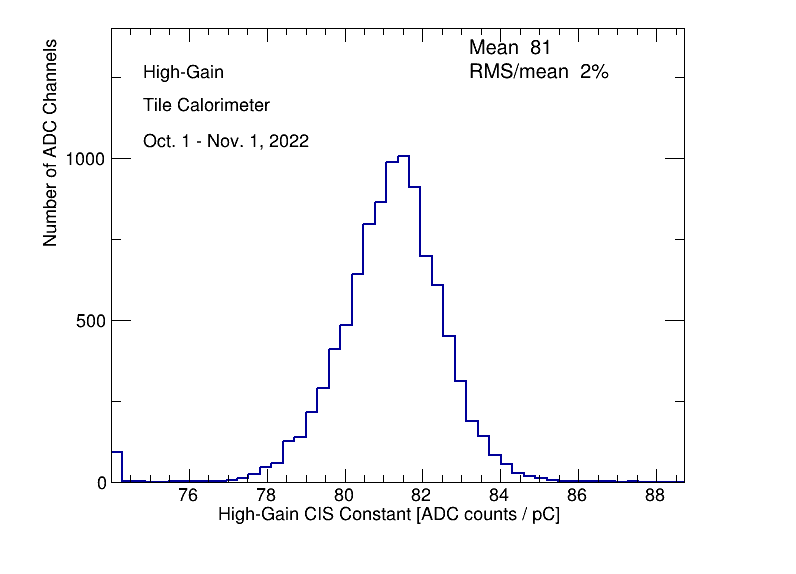 Number of ADC Channels
Mean 81
RMS/mean 2%
High-Gain
Tile Calorimeter
Oct. 1 - Nov. 1, 2022
1000
500
0
76 78 80 82 84 86 88
High-Gain CIS Constant [ADC counts / pC]